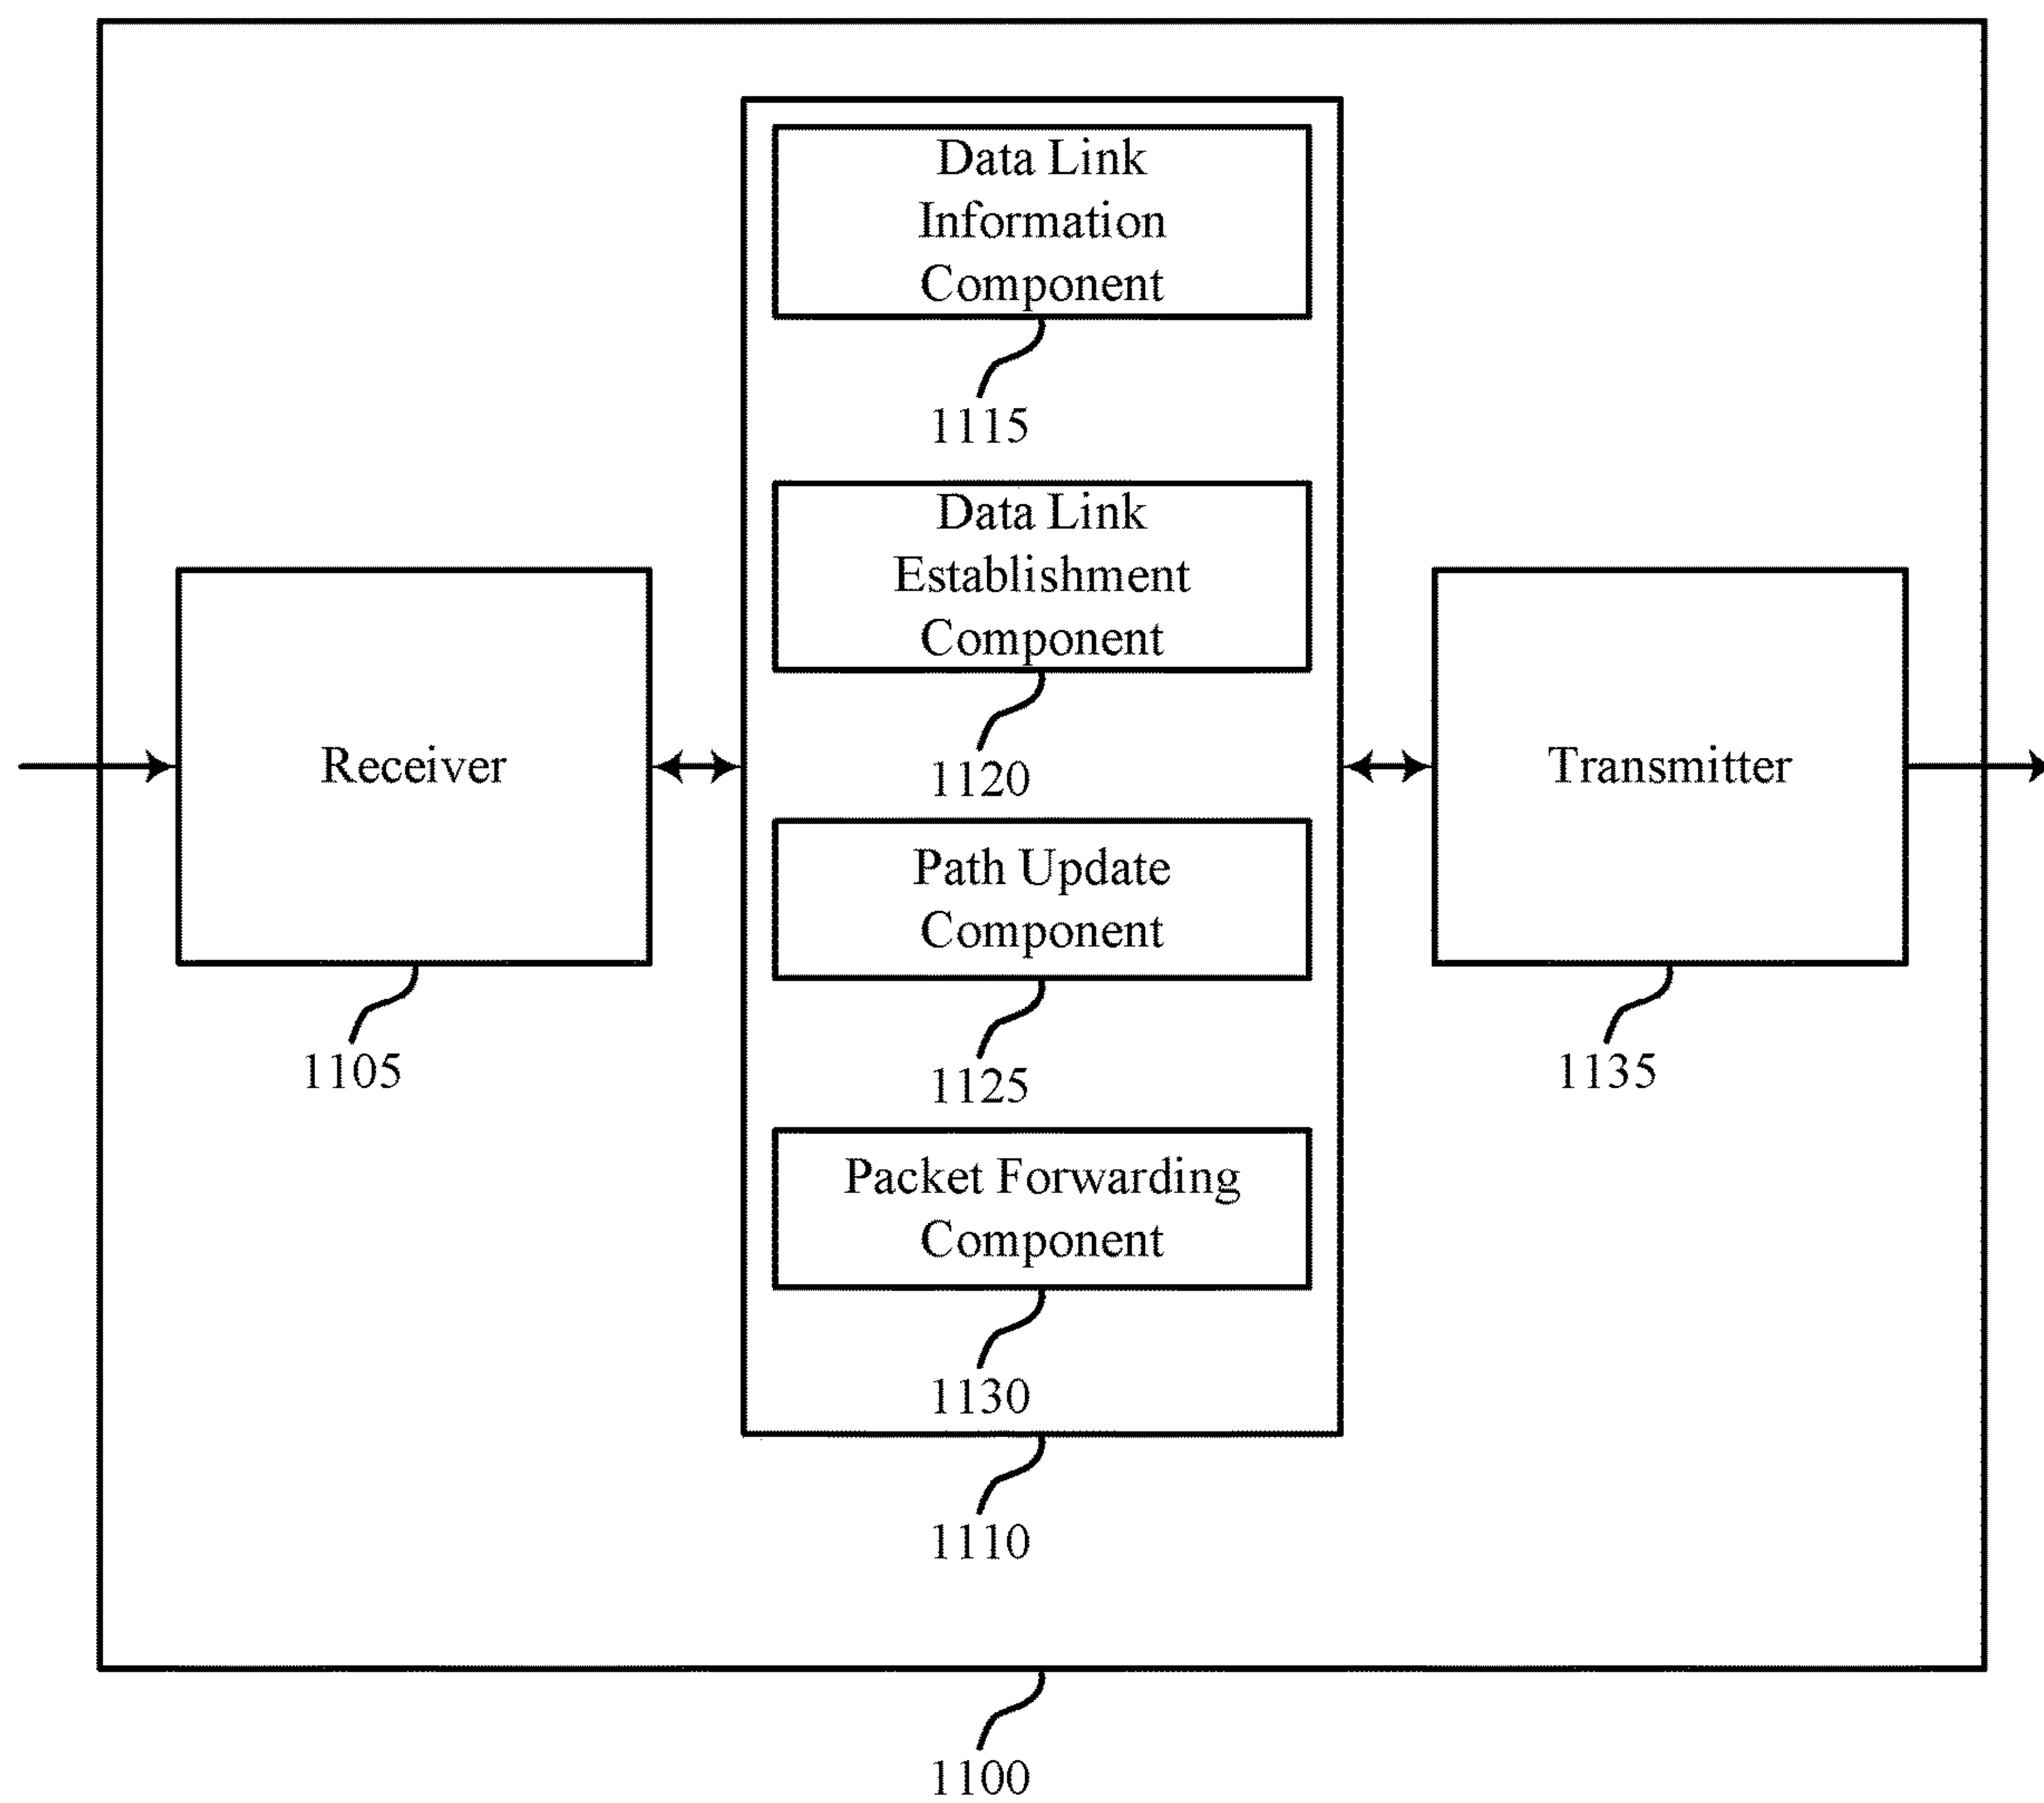 Data Link
Information
Component
1115
Data Link
Establishment
Component
1120
Receiver
1105
Path Update
Component
1125
Packet Forwarding
Component
1130
1110
Transmitter
1135
1100